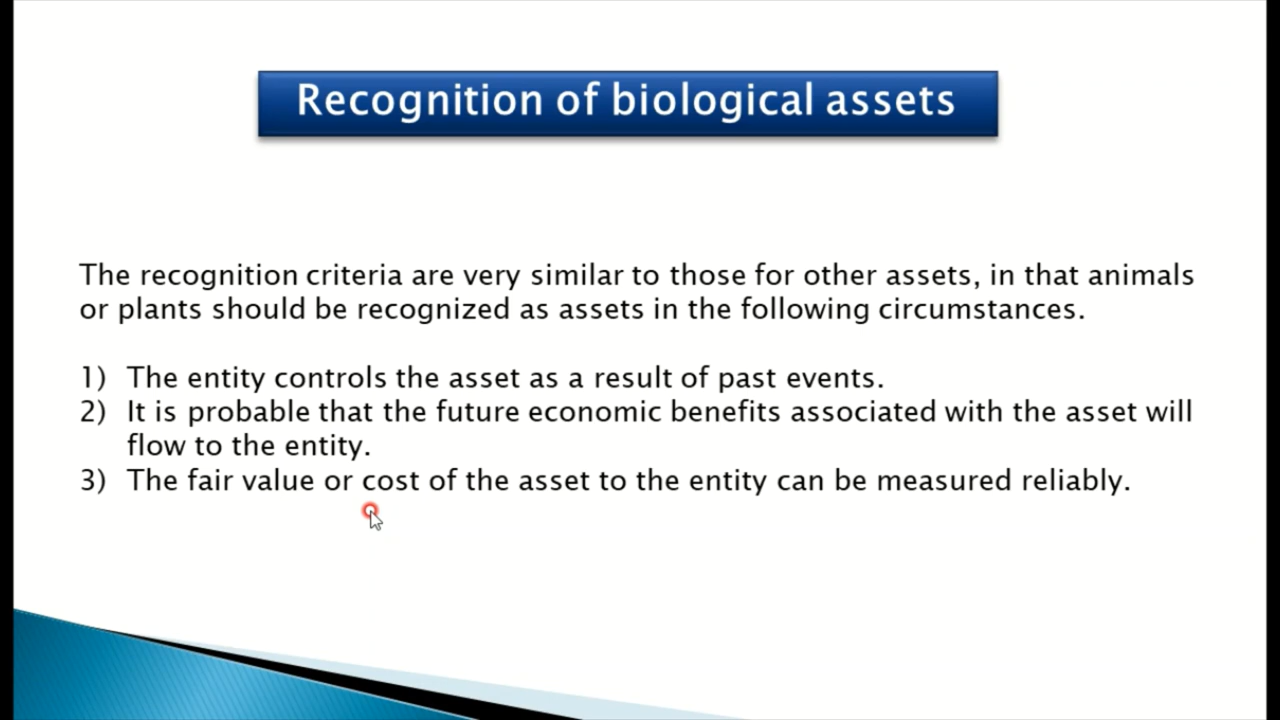 Recognition of biological assets
The recognition criteria are very similar to those for other assets, in that animals
or plants should be recognized as assets in the following circumstances.
1) The entity controls the asset as a result of past events.
2) It is probable that the future economic benefits associated with the asset will
flow to the entity.
3) The fair value or cost of the asset to the entity can be measured reliably.